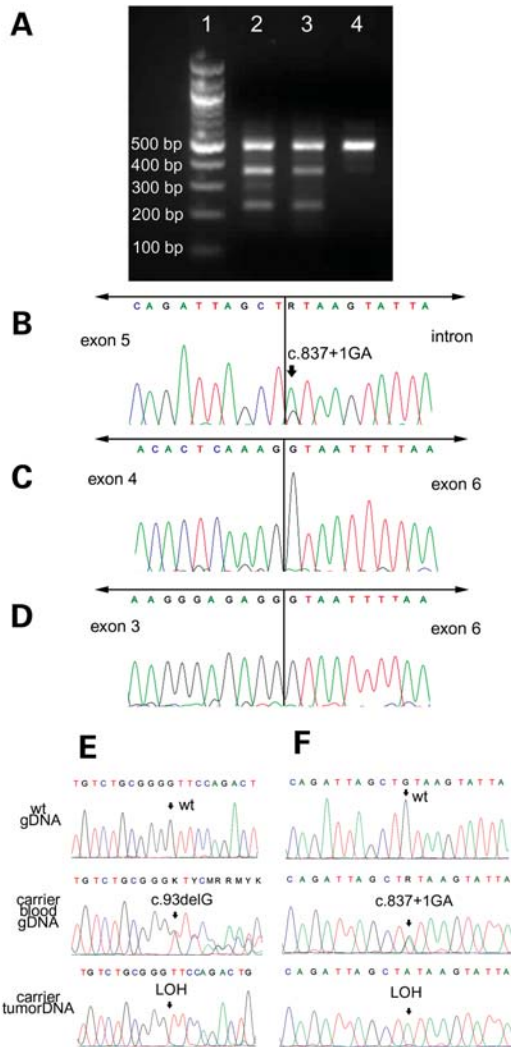 A
1 2 3 4
500 bp
400 bp
300 bp
200 bp
100 bp
C A G A T T A G C T R T A A G T A T T A
B
exon 5
intron
c.837+1GA
A C A C T C A A A G G T A A T T T T A A
C
exon 4
exon 6
A A G G G A G A G G G T A A T T T T A A
D
exon 3
exon 6
E
F
T G T C T G C G G G G T T C C A G A C T
C A G A T T A G C T G T A A G T A T T A
wt
wt
wt
gDNA
T G T C T G C G G G K T Y C M R R M Y K
C A G A T T A G C T R T A A G T A T T A
carrier
blood
gDNA
c.93delG
c.837+1GA
T G T C T G C G G G T T C C A G A C T G
C A G A T T A G C T A T A A G T A T T A
carrier
tumorDNA
LOH
LOH